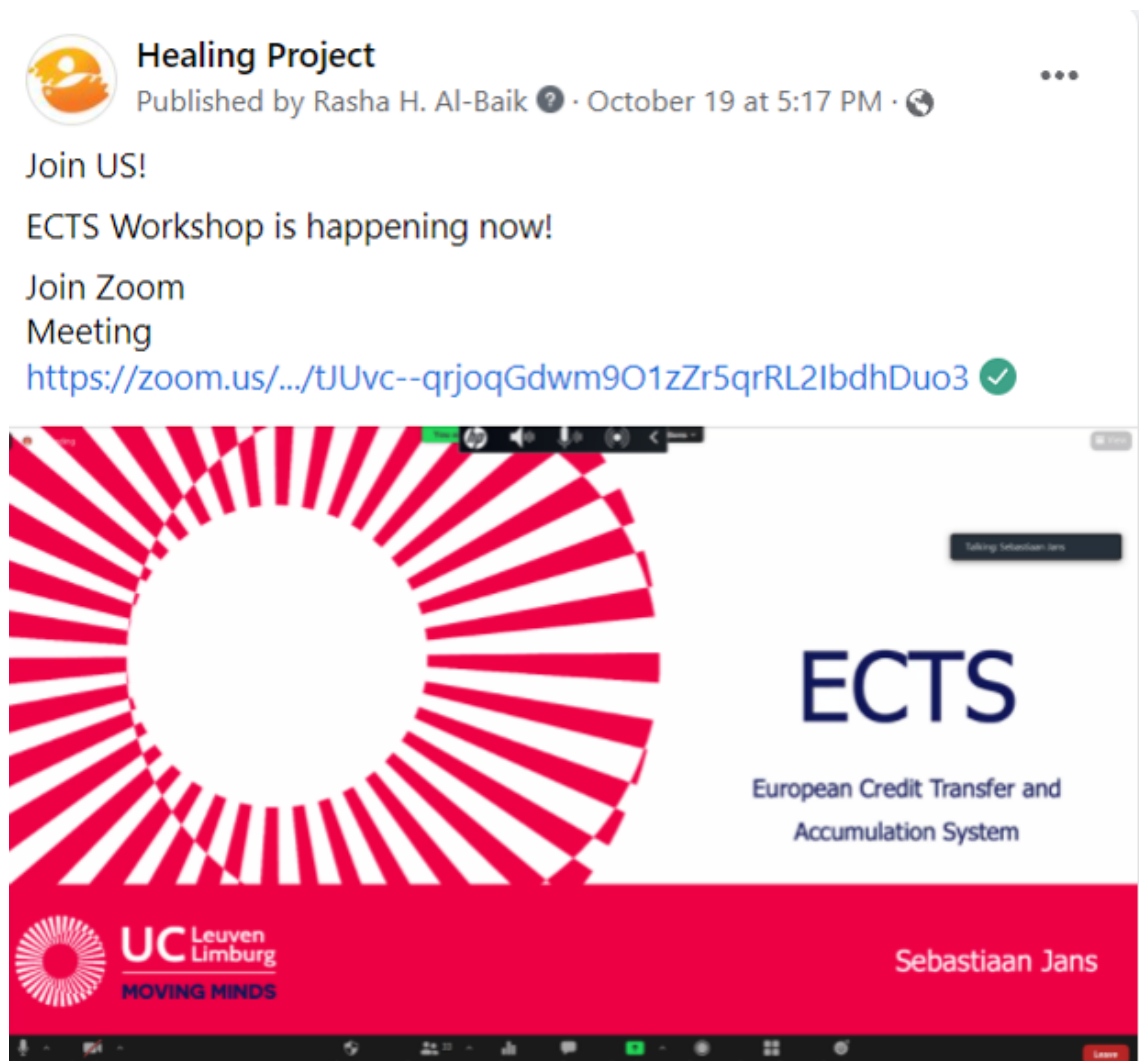 Healing Project
Published by Rasha H. Al-Baik · October 19 at 5:17 PM ·
Join US!
ECTS Workshop is happening now!
Join Zoom
Meeting
https://zoom.us/.../tJUvc--qrjoqGdwm9O1zZr5qrRL2IbdhDuo3
hp
View
Talking: Sebastiaan Jans
ECTS
European Credit Transfer and
Accumulation System
UC Leuven
Limburg
MOVING MINDS
Sebastiaan Jans
Leave